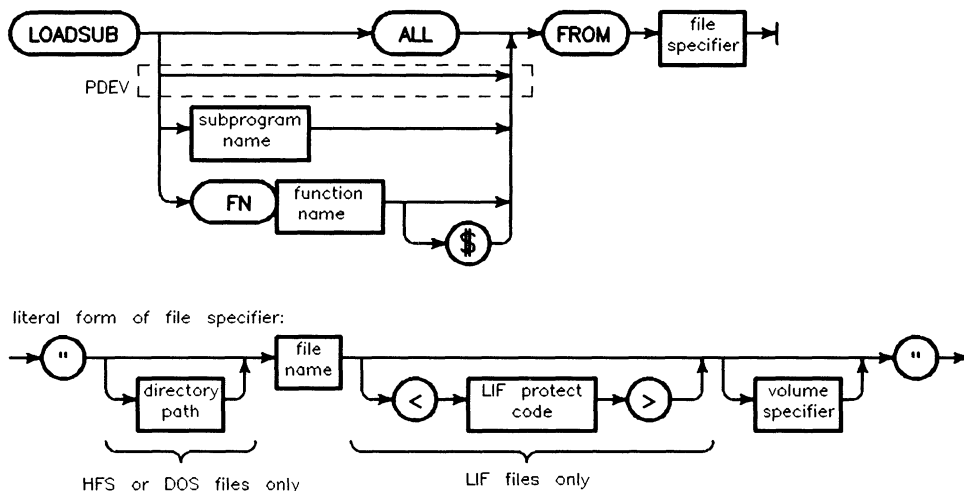 LOADSUB ALL FROM file specifier
PDEV
subprogram name
FN function name
$
literal form of file specifier:
" directory path file name < LIF protect code > volume specifier "
HFS or DOS files only
LIF files only